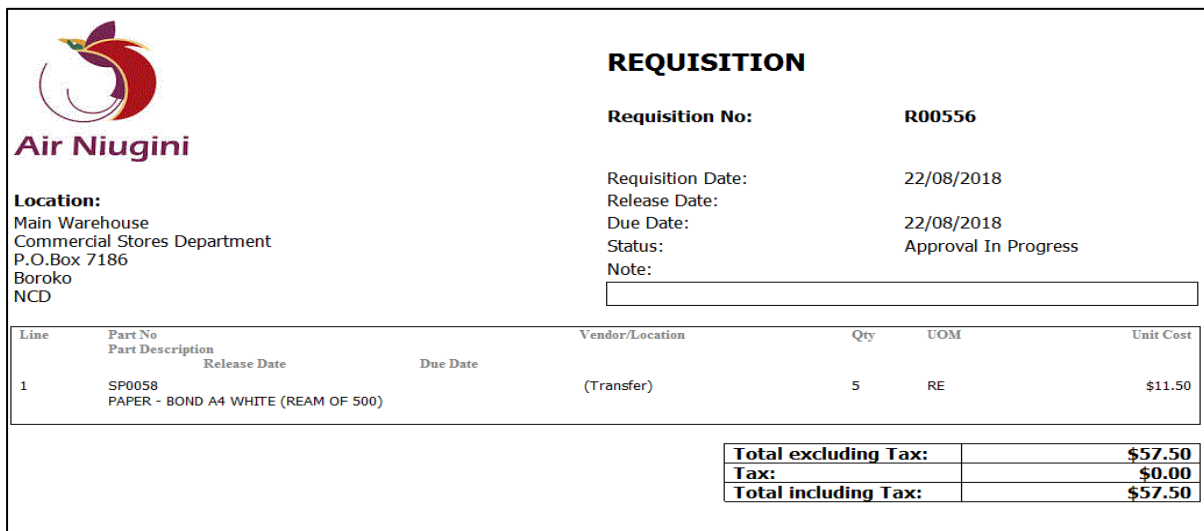 Air Niugini
REQUISITION
Requisition No: R00556
Requisition Date: 22/08/2018
Release Date:
Due Date: 22/08/2018
Status: Approval In Progress
Note:
Location:
Main Warehouse
Commercial Stores Department
P.O.Box 7186
Boroko
NCD
Line Part No Vendor/Location Qty UOM Unit Cost
Part Description
Release Date Due Date
1 SP0058 (Transfer) 5 RE $11.50
PAPER - BOND A4 WHITE (REAM OF 500)
Total excluding Tax: $57.50
Tax: $0.00
Total including Tax: $57.50